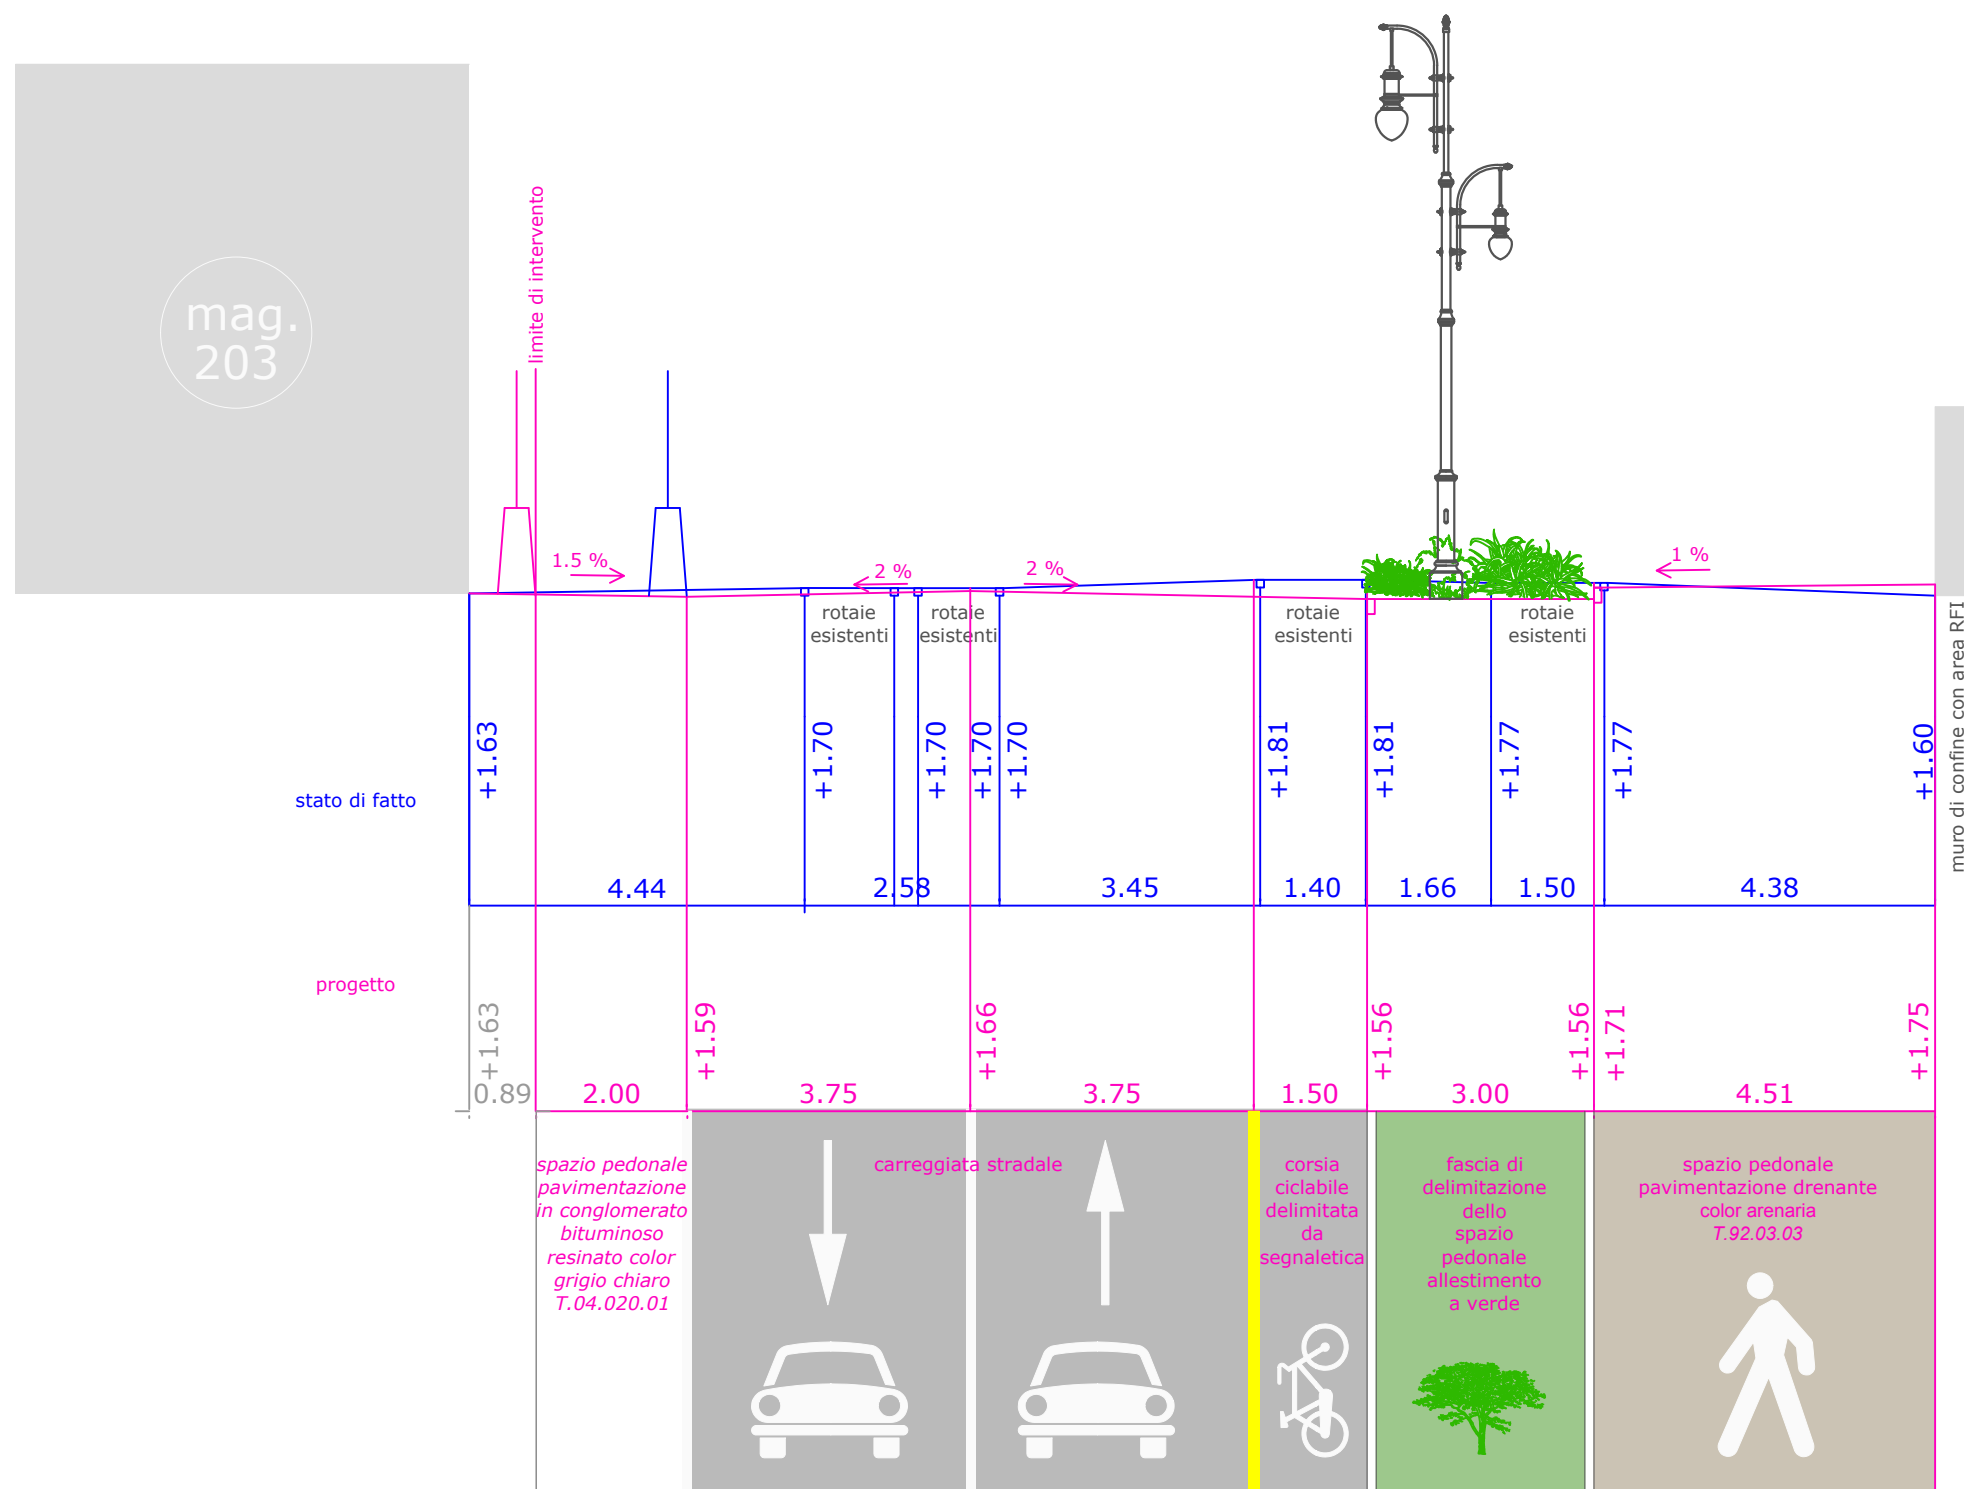 mag.
203
limite di intervento
1.5 %
2 %
2 %
1 %
rotaie
esistenti
rotaie
esistenti
rotaie
esistenti
rotaie
esistenti
muro di confine con area RFI
stato di fatto
+1.63
+1.70
+1.70
+1.70
+1.70
+1.81
+1.81
+1.77
+1.77
+1.60
4.44
2.58
3.45
1.40
1.66
1.50
4.38
progetto
+1.63
+1.59
+1.66
+1.56
+1.56
+1.71
+1.75
0.89
2.00
3.75
3.75
1.50
3.00
4.51
spazio pedonale
pavimentazione
in conglomerato
bituminoso
resinato color
grigio chiaro
T.04.020.01
carreggiata stradale
corsia
ciclabile
delimitata
da
segnaletica
fascia di
delimitazione
dello
spazio
pedonale
allestimento
a verde
spazio pedonale
pavimentazione drenante
color arenaria
T.92.03.03